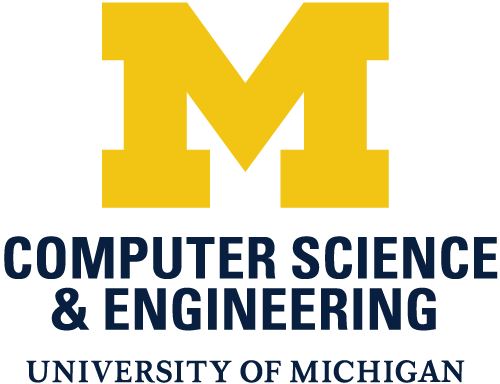 M
COMPUTER SCIENCE
& ENGINEERING
UNIVERSITY OF MICHIGAN